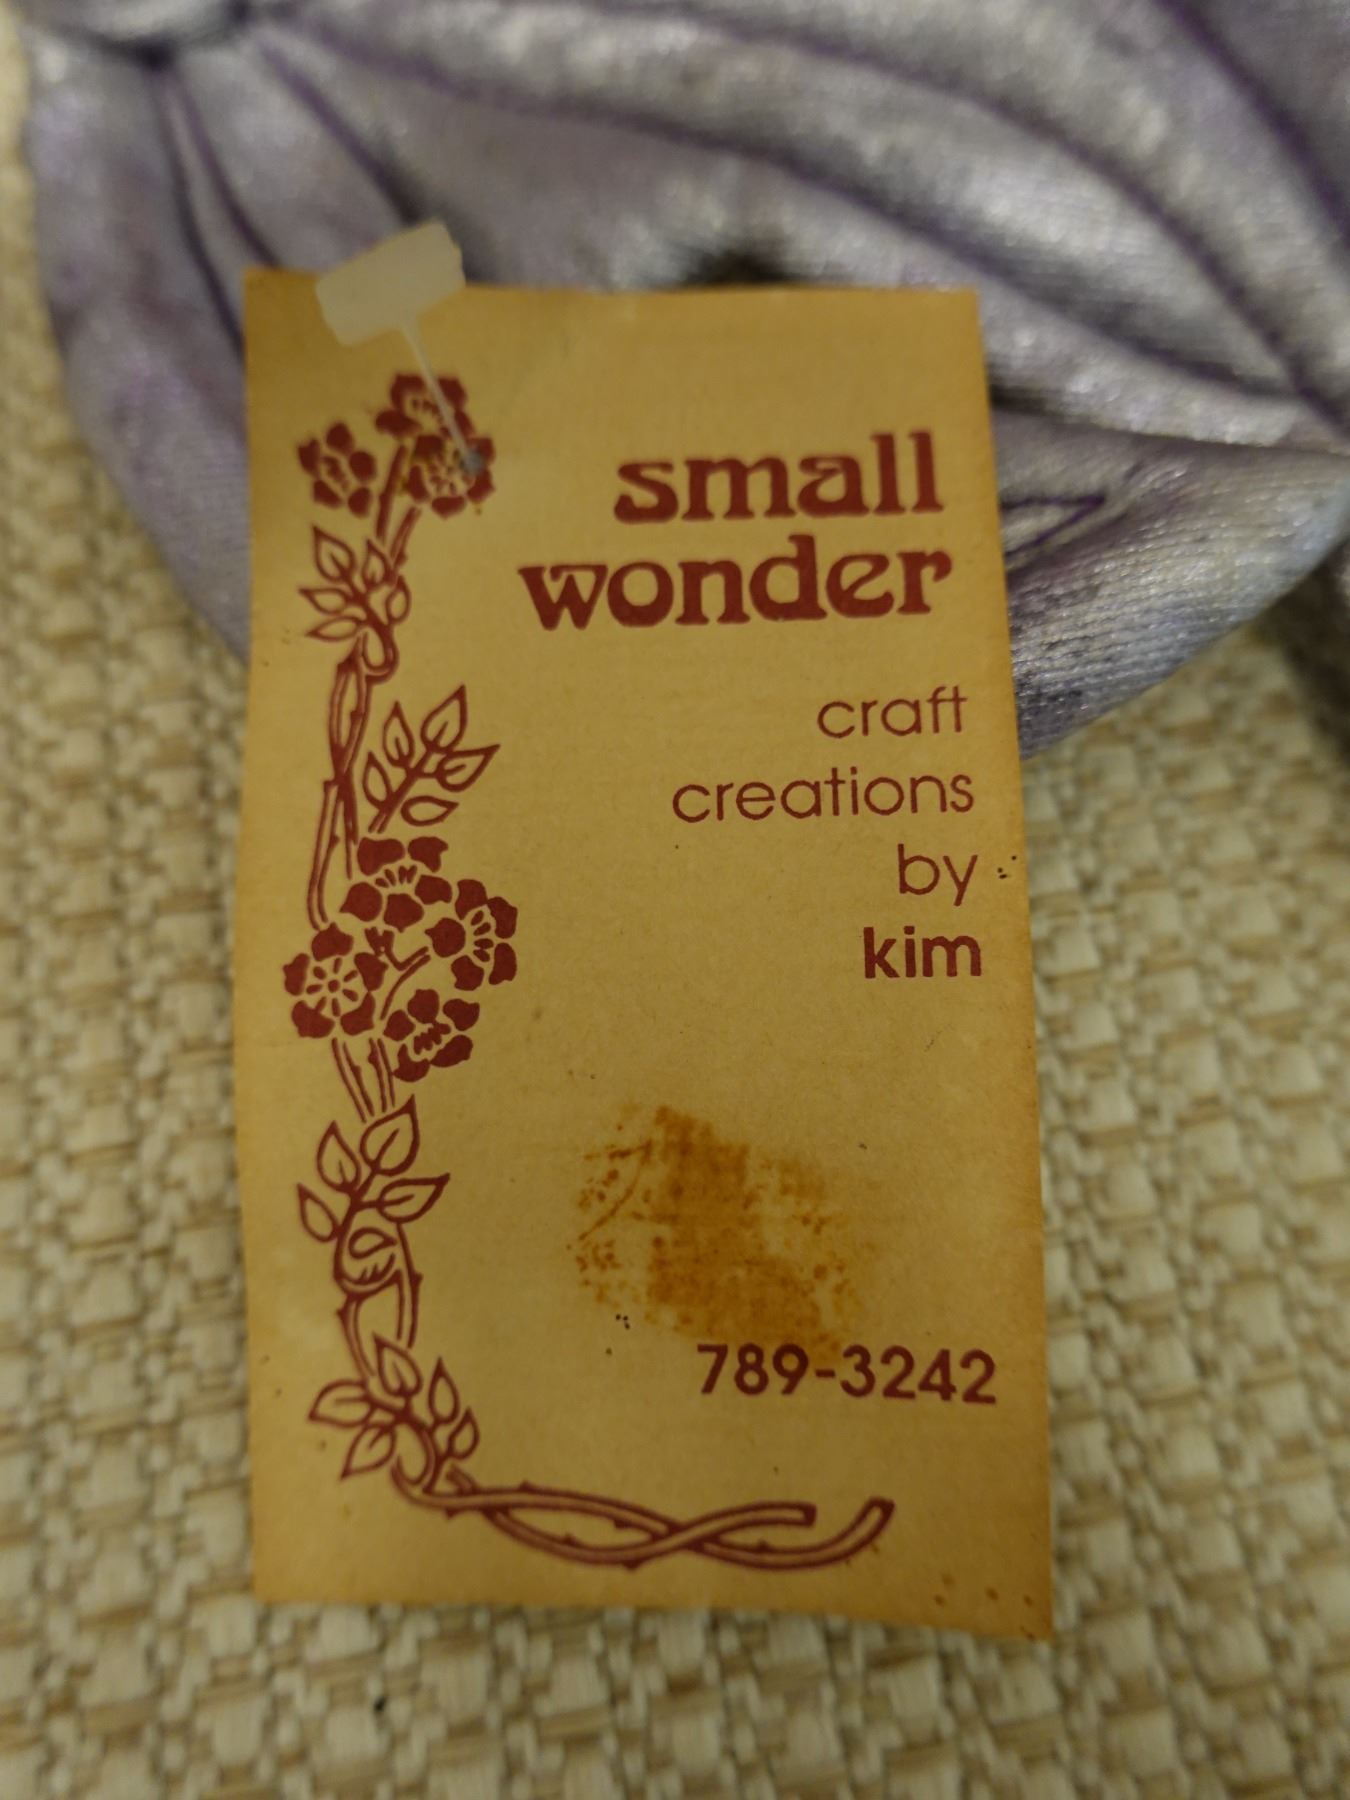 small
wonder
craft
creations
by
kim
789-3242